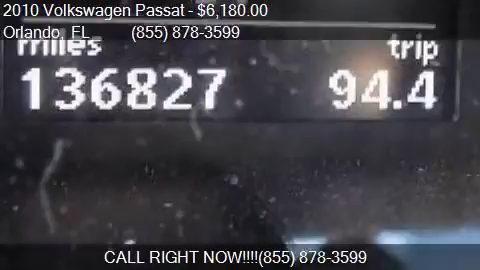 2010 Volkswagen Passat - $6,180.00
Orlando, FL (855) 878-3599
miles trip
136827 94.4
CALL RIGHT NOW!!!!(855) 878-3599